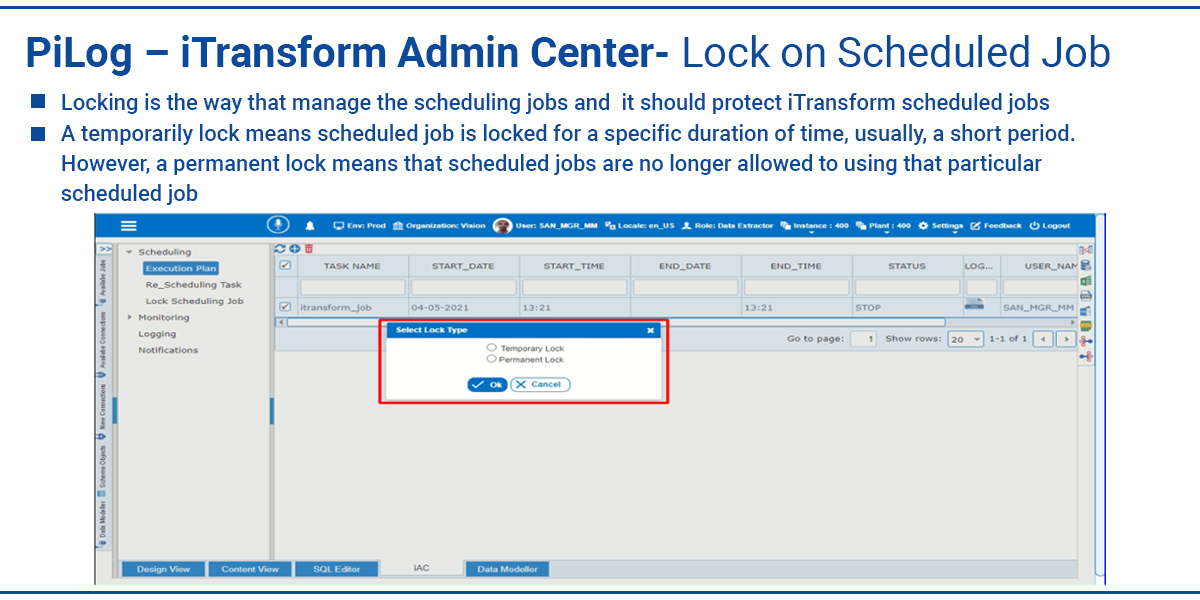 PiLog – iTransform Admin Center- Lock on Scheduled Job
Locking is the way that manage the scheduling jobs and it should protect iTransform scheduled jobs
A temporarily lock means scheduled job is locked for a specific duration of time, usually, a short period.
However, a permanent lock means that scheduled jobs are no longer allowed to using that particular
scheduled job
Env: Prod Organization: Vision User: SAN_MGR_MM Locale: en_US Role: Data Extractor Instance : 400 Plant : 400 Settings Feedback Logout
>>
Available Jobs
Available Connections
New Connections
Schema Objects
Data Modeller
Scheduling
Execution Plan
Re_Scheduling Task
Lock Scheduling Job
Monitoring
Logging
Notifications
TASK NAME START_DATE START_TIME END_DATE END_TIME STATUS LOG... USER_NAM
itransform_job 04-05-2021 13:21 13:21 STOP SAN_MGR_MM
Go to page: 1 Show rows: 20 1-1 of 1
Select Lock Type
Temporary Lock
Permanent Lock
Ok Cancel
Design View Content View SQL Editor IAC Data Modeller